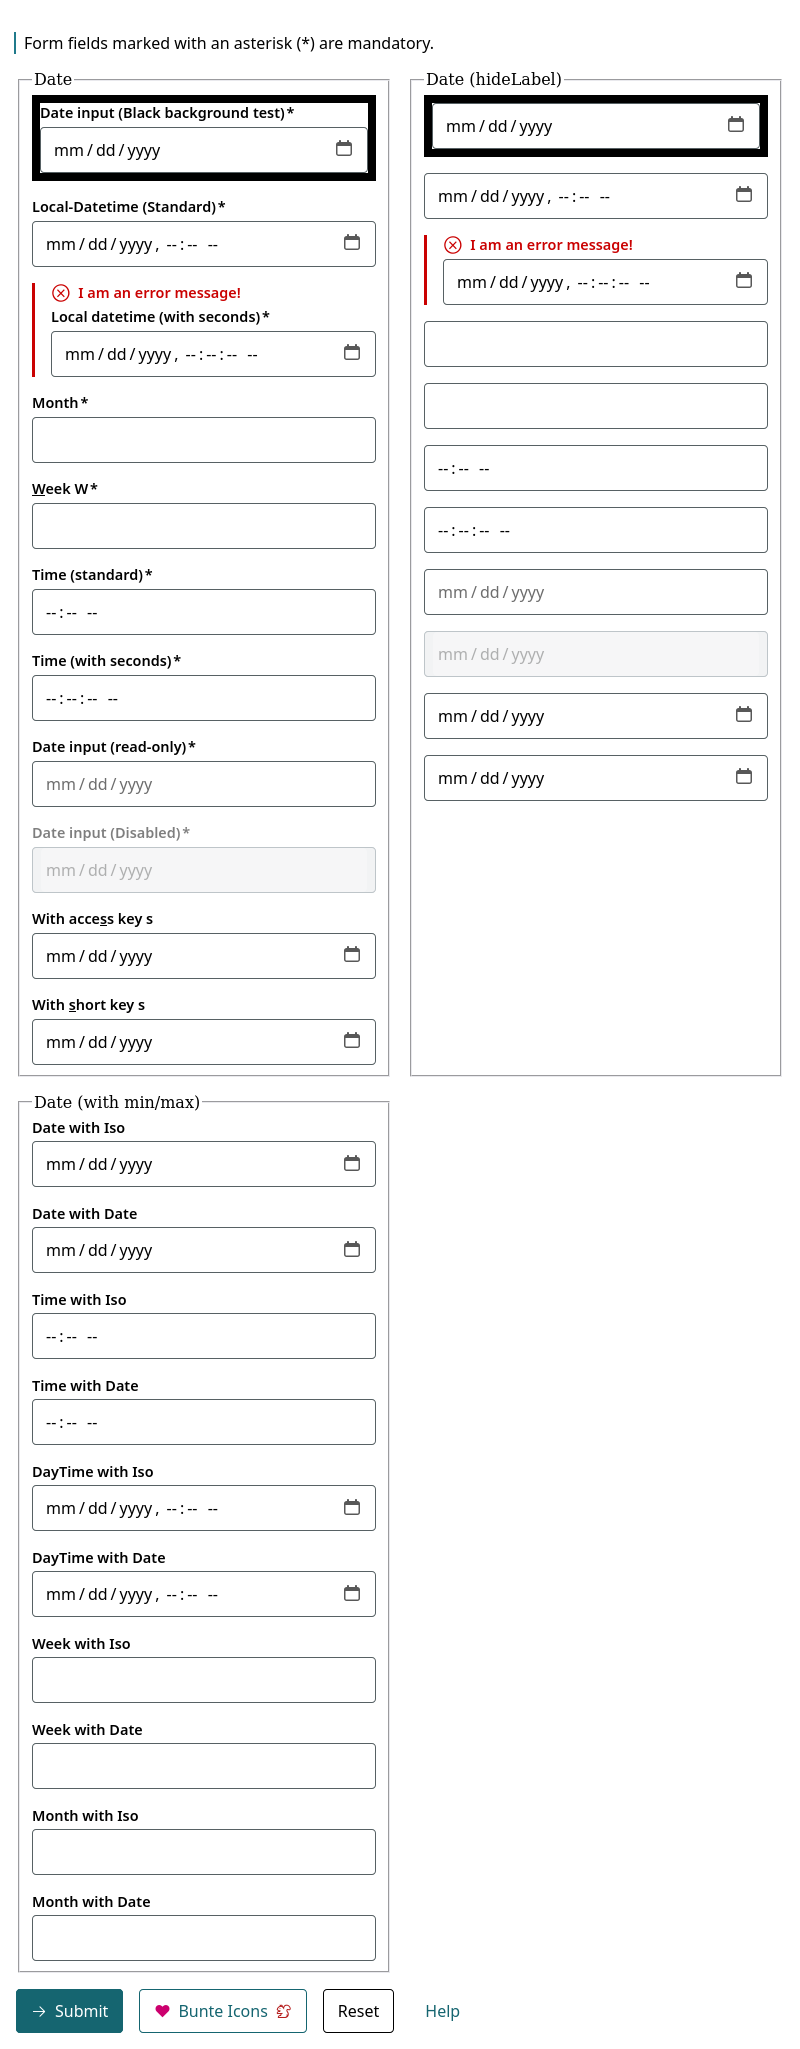 Form fields marked with an asterisk (*) are mandatory.
Date
Date input (Black background test)*
mm/dd/yyyy
Local-Datetime (Standard)*
mm/dd/yyyy, --:-- --
I am an error message!
Local datetime (with seconds)*
mm/dd/yyyy, --:--:-- --
Month*
Week W*
Time (standard)*
--:-- --
Time (with seconds)*
--:--:-- --
Date input (read-only)*
mm/dd/yyyy
Date input (Disabled)*
mm/dd/yyyy
With access key s
mm/dd/yyyy
With short key s
mm/dd/yyyy
Date (hideLabel)
mm/dd/yyyy
mm/dd/yyyy, --:-- --
I am an error message!
mm/dd/yyyy, --:--:-- --
--:-- --
--:--:-- --
mm/dd/yyyy
mm/dd/yyyy
mm/dd/yyyy
mm/dd/yyyy
Date (with min/max)
Date with Iso
mm/dd/yyyy
Date with Date
mm/dd/yyyy
Time with Iso
--:-- --
Time with Date
--:-- --
DayTime with Iso
mm/dd/yyyy, --:-- --
DayTime with Date
mm/dd/yyyy, --:-- --
Week with Iso
Week with Date
Month with Iso
Month with Date
Submit
Bunte Icons
Reset
Help